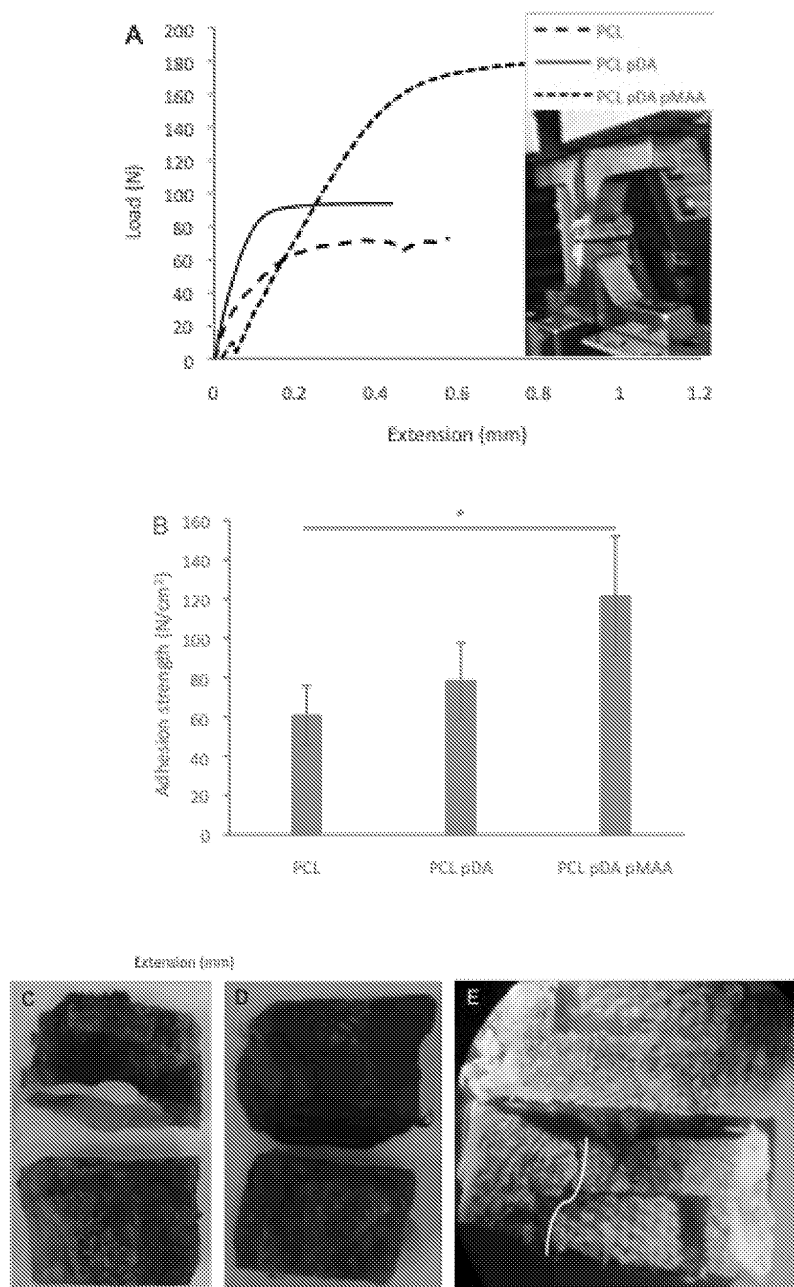 A
200
180
160
140
120
100
80
60
40
20
0
Load (N)
0 0.2 0.4 0.6 0.8 1 1.2
Extension (mm)
PCL
PCL pDA
PCL pDA pMAA
B
*
160
140
120
100
80
60
40
20
0
Adhesion strength (N/cm²)
PCL PCL pDA PCL pDA pMAA
Extension (mm)
C D E